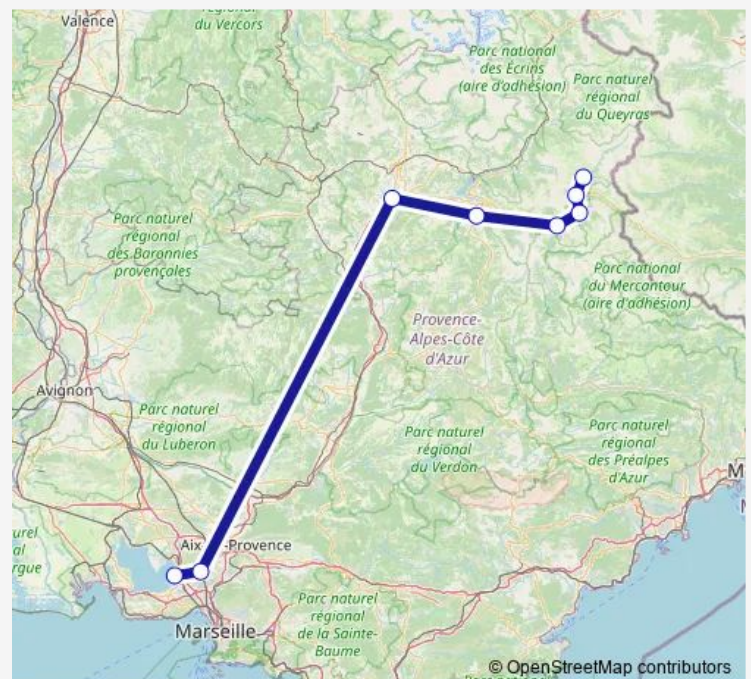 du Vercors
Valence
Parc national
des Écrins
(aire d'adhésion)
Parc naturel
régional
du Queyras
Parc naturel
régional
des Baronnies
provençales
Parc national
du Mercantour
(aire d'adhésion)
Provence-
Alpes-Côte
d'Azur
Avignon
Parc naturel
régional
du Luberon
Parc naturel
régional
du Verdon
Parc naturel
régional
des Préalpes
d'Azur
M
Aix
-Provence
Parc naturel
régional
de la Sainte-
Baume
Marseille
© OpenStreetMap contributors